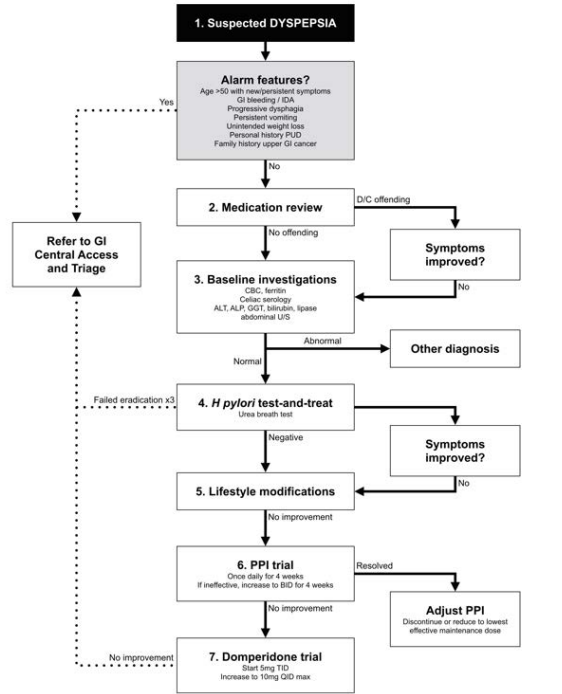 1. Suspected DYSPEPSIA
Alarm features?
Age >50 with new/persistent symptoms
GI bleeding / IDA
Progressive dysphagia
Persistent vomiting
Unintended weight loss
Personal history PUD
Family history upper GI cancer
Yes
No
2. Medication review
D/C offending
No offending
Refer to GI
Central Access
and Triage
Symptoms
improved?
No
3. Baseline investigations
CBC, ferritin
Celiac serology
ALT, ALP, GGT, bilirubin, lipase
abdominal U/S
Abnormal
Other diagnosis
Normal
4. H pylori test-and-treat
Urea breath test
Failed eradication x3
Negative
Symptoms
improved?
No
5. Lifestyle modifications
No improvement
6. PPI trial
Once daily for 4 weeks
If ineffective, increase to BID for 4 weeks
Resolved
Adjust PPI
Discontinue or reduce to lowest
effective maintenance dose
No improvement
7. Domperidone trial
Start 5mg TID
Increase to 10mg QID max
No improvement